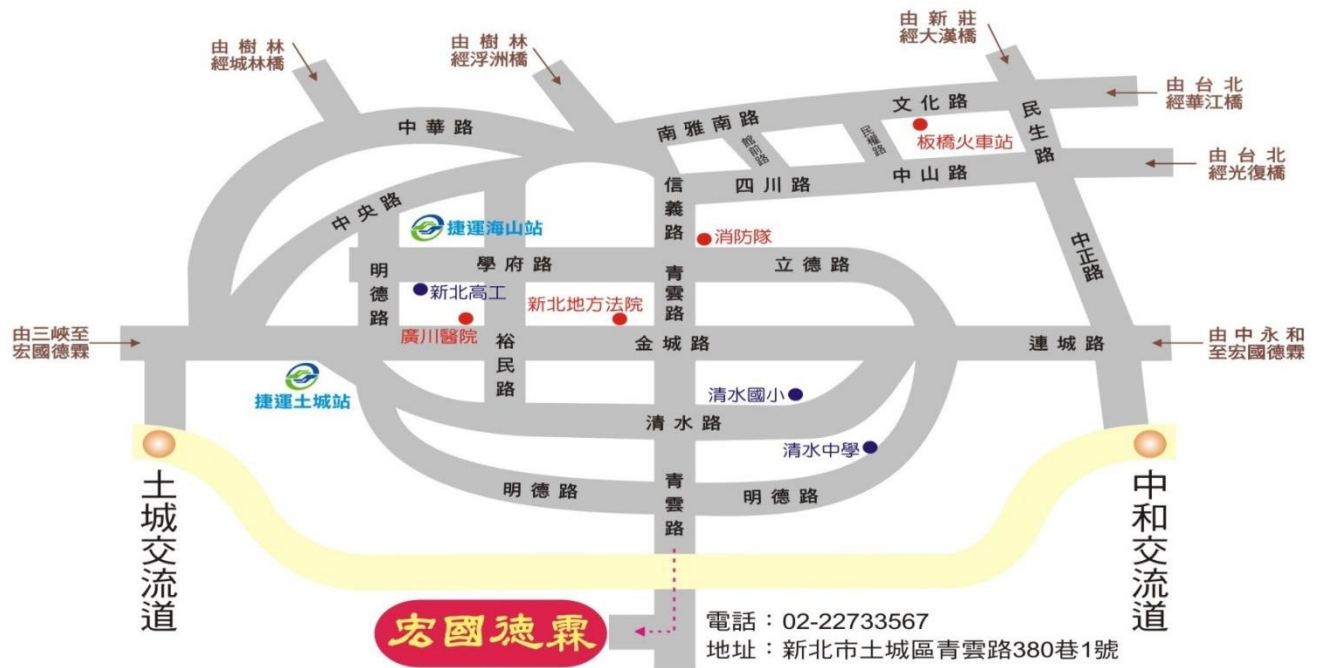 由樹林
經城林橋
由樹林
經浮洲橋
由新莊
經大漢橋
由台北
經華江橋
由台北
經光復橋
中華路
南雅南路
文化路
民生路
館前路
民權路
板橋火車站
信義路
四川路
中山路
中央路
捷運海山站
消防隊
中正路
明德路
學府路
青雲路
立德路
新北高工
新北地方法院
廣川醫院
由三峽至
宏國德霖
裕民路
金城路
連城路
由中永和
至宏國德霖
捷運土城站
清水國小
清水路
清水中學
明德路
青雲路
明德路
土城交流道
中和交流道
宏國德霖
電話：02-22733567
地址：新北市土城區青雲路380巷1號